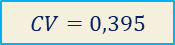 CV = 0,395